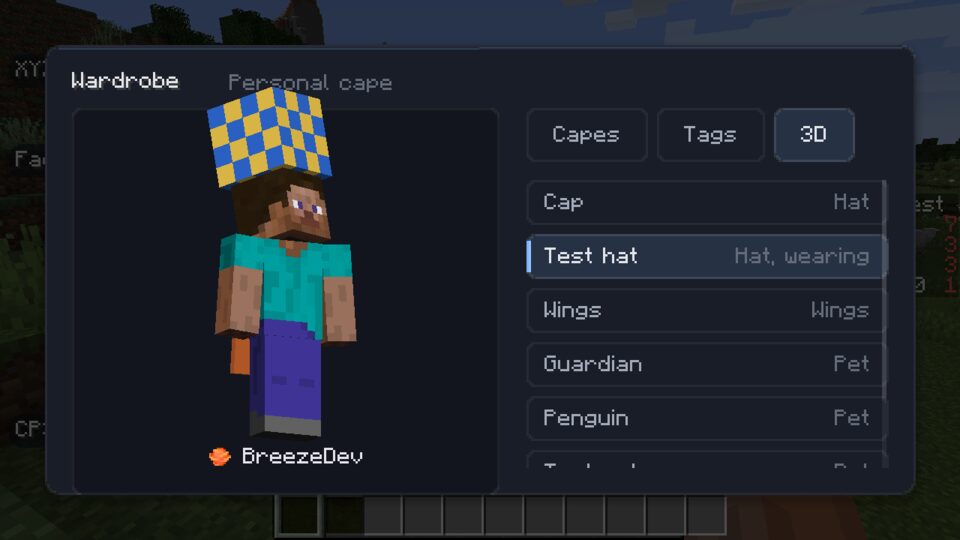 Wardrobe
Personal cape
Capes
Tags
3D
Cap
Hat
Test hat
Hat, wearing
Wings
Wings
Guardian
Pet
Penguin
Pet
BreezeDev
XYZ